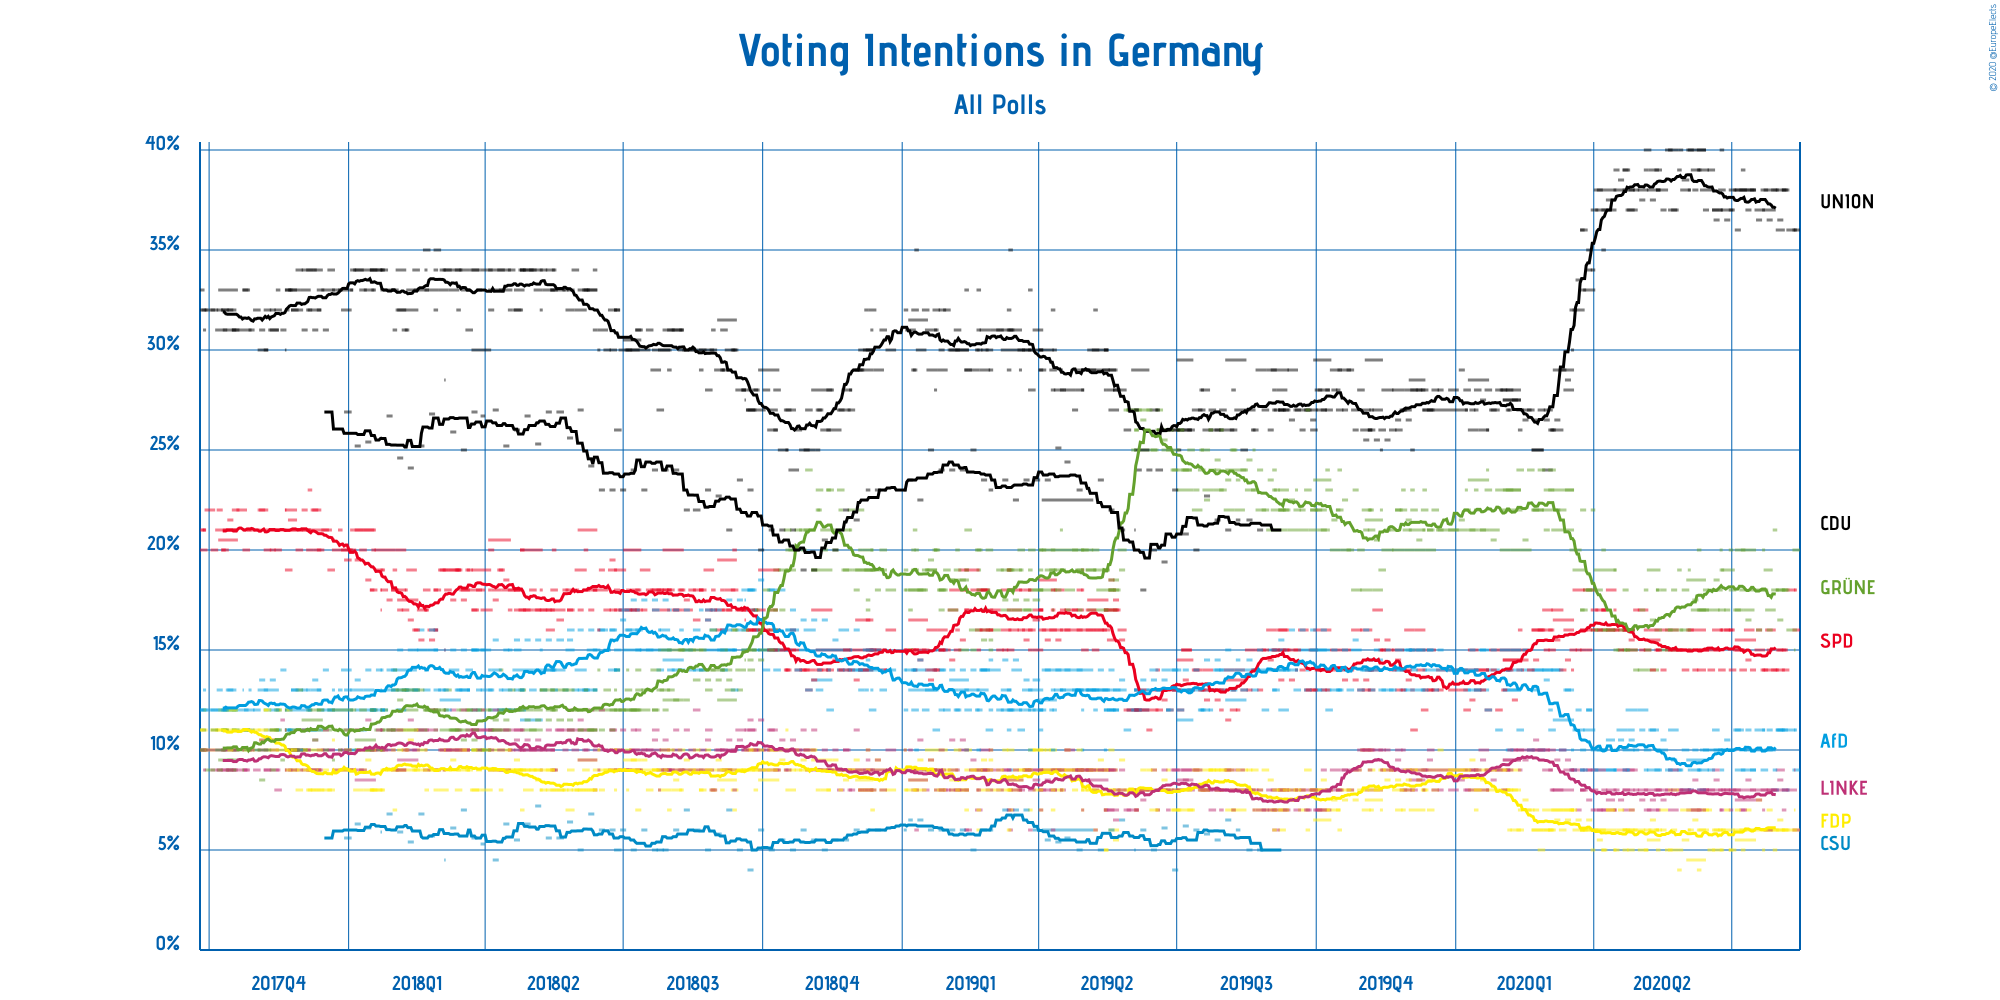 © 2020 @EuropeElects
Voting Intentions in Germany
All Polls
40%
35%
30%
25%
20%
15%
10%
5%
0%
UNION
CDU
GRÜNE
SPD
AfD
LINKE
FDP
CSU
2017Q4 2018Q1 2018Q2 2018Q3 2018Q4 2019Q1 2019Q2 2019Q3 2019Q4 2020Q1 2020Q2